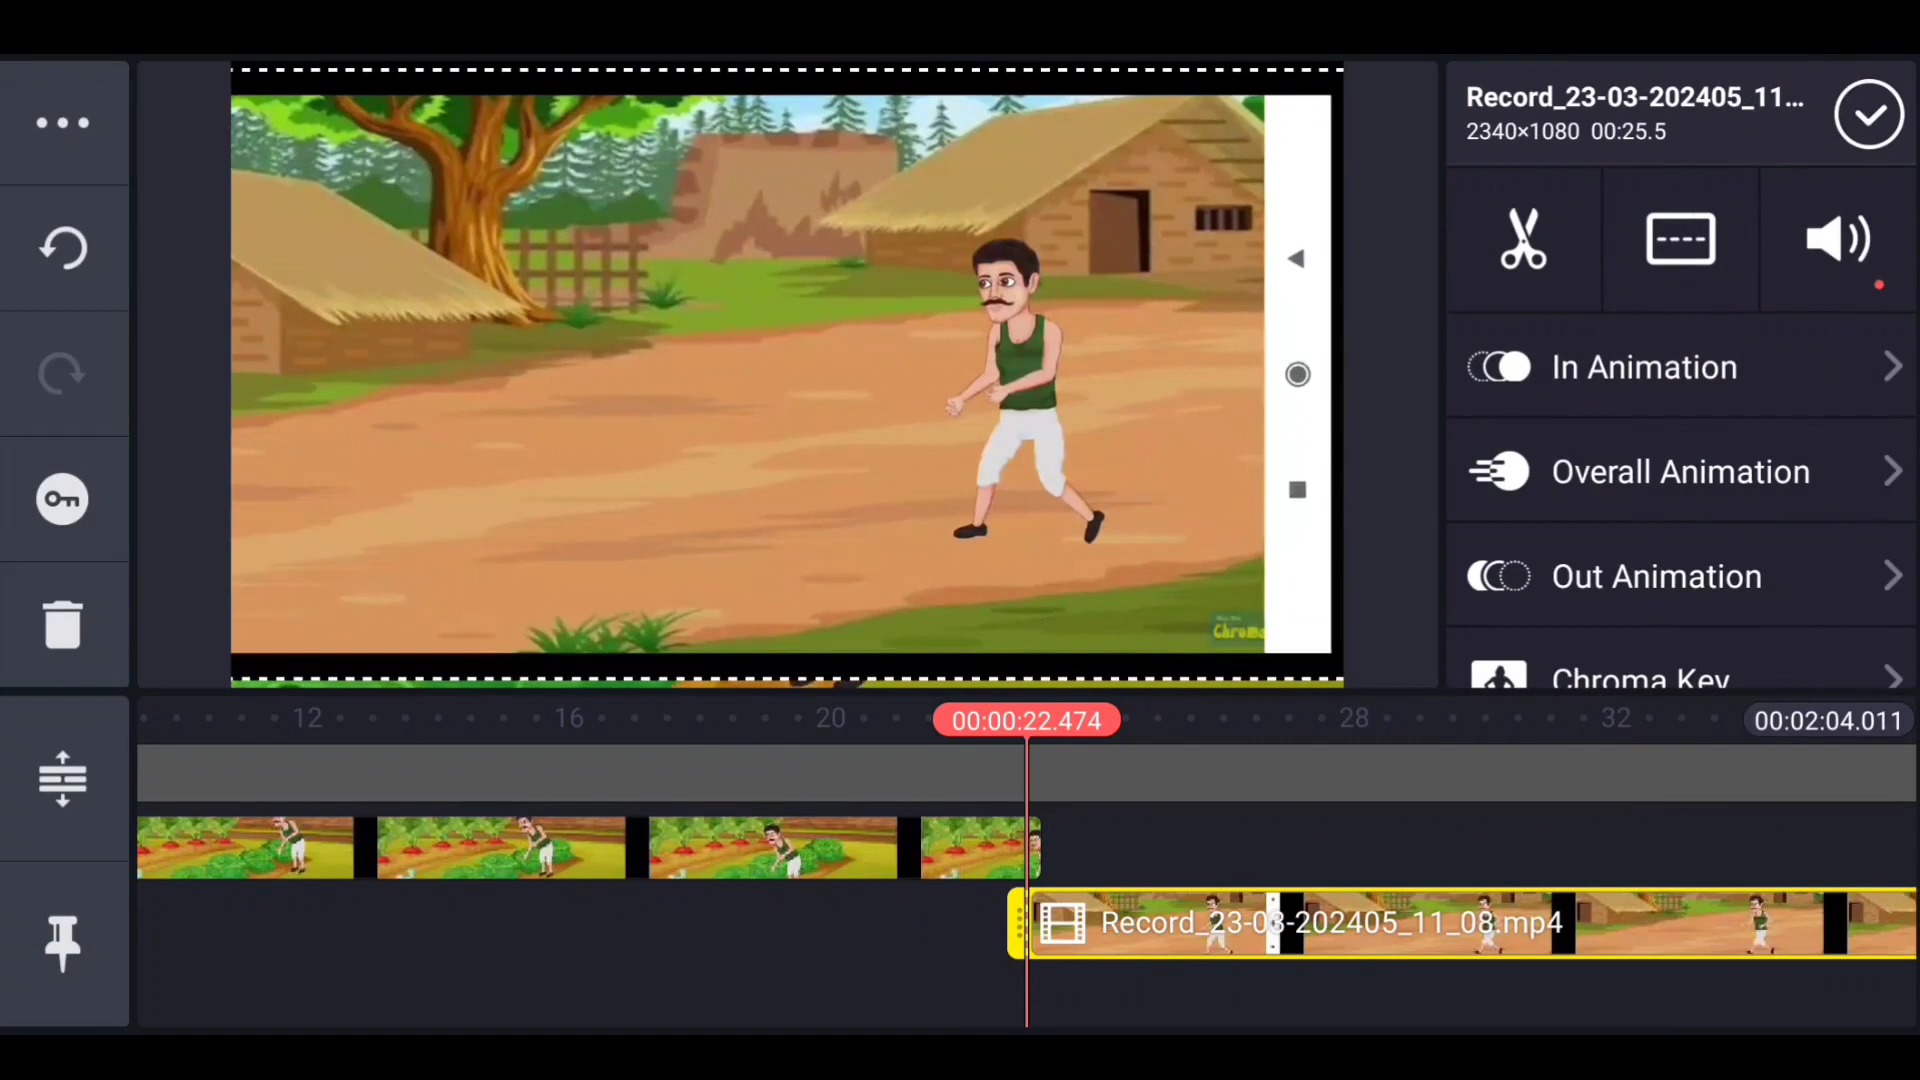 Record_23-03-202405_11...
2340×1080 00:25.5
In Animation
Overall Animation
Out Animation
Chroma Key
Chroma
12
16
20
00:00:22.474
28
32
00:02:04.011
Record_23-03-202405_11_08.mp4